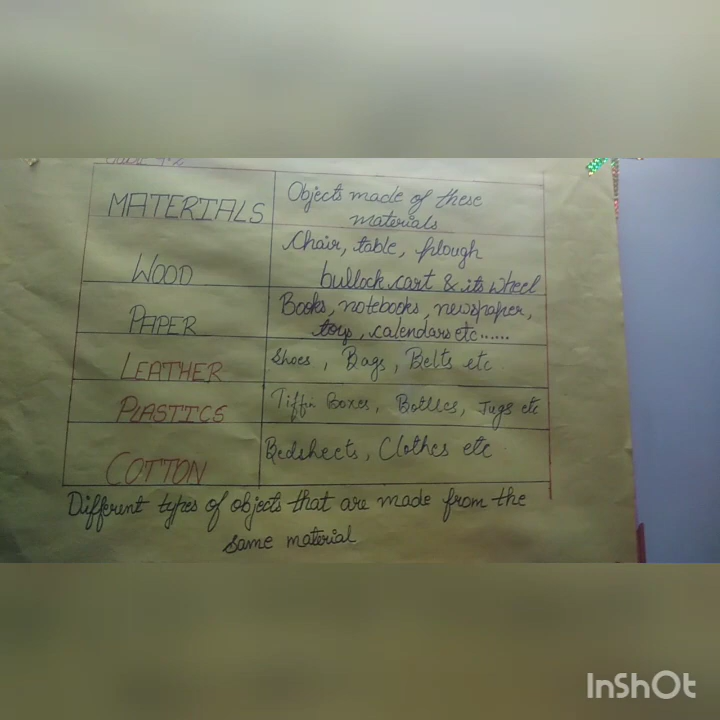 MATERIALS
Objects made of these
materials
WOOD
Chair, table, plough
bullock cart & its wheel
PAPER
Books, notebooks, newspaper,
toys, calendars etc......
LEATHER
Shoes, Bags, Belts etc
PLASTICS
Tiffin Boxes, Bottles, Jugs etc
COTTON
Bedsheets, Clothes etc.
Different types of objects that are made from the
same material
InShOt